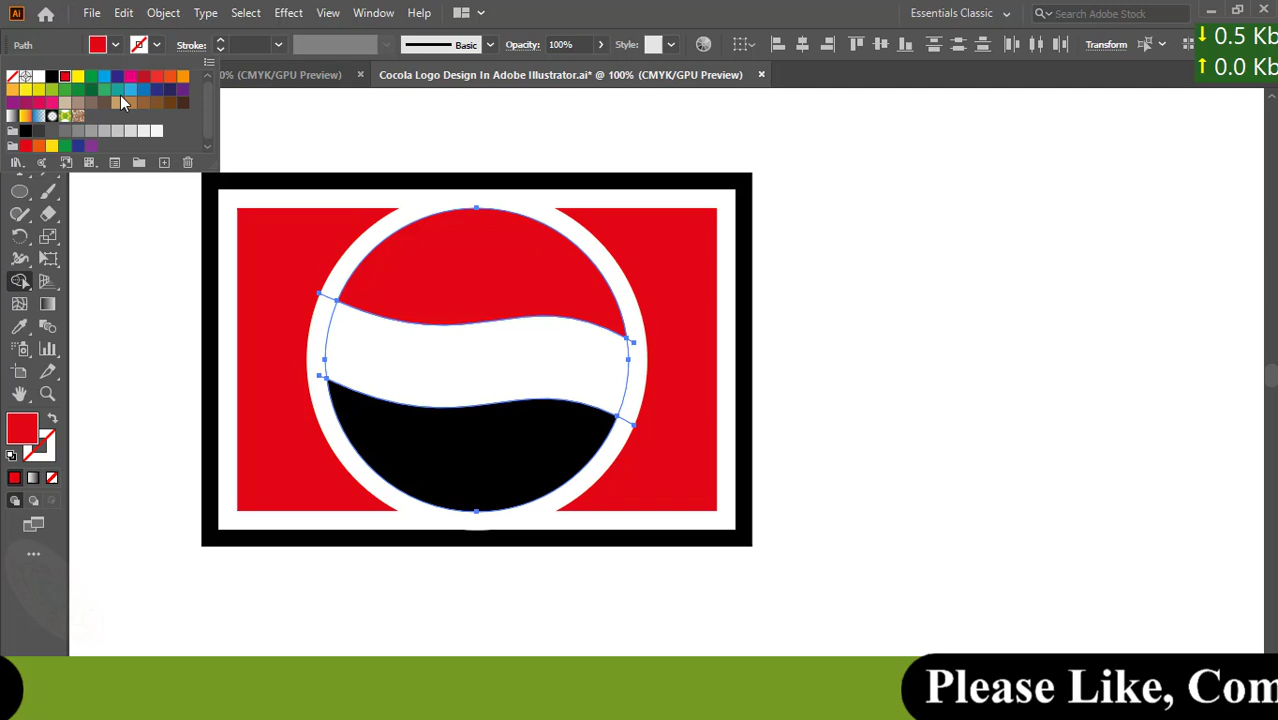 Ai File Edit Object Type Select Effect View Window Help Essentials Classic Search Adobe Stock
↓ 0.5 Kb
Path Stroke: Basic Opacity: 100% Style: Transform
↑ 0.0 Kb
0% (CMYK/GPU Preview) × Cocola Logo Design In Adobe Illustrator.ai* @ 100% (CMYK/GPU Preview) ×
Please Like, Com